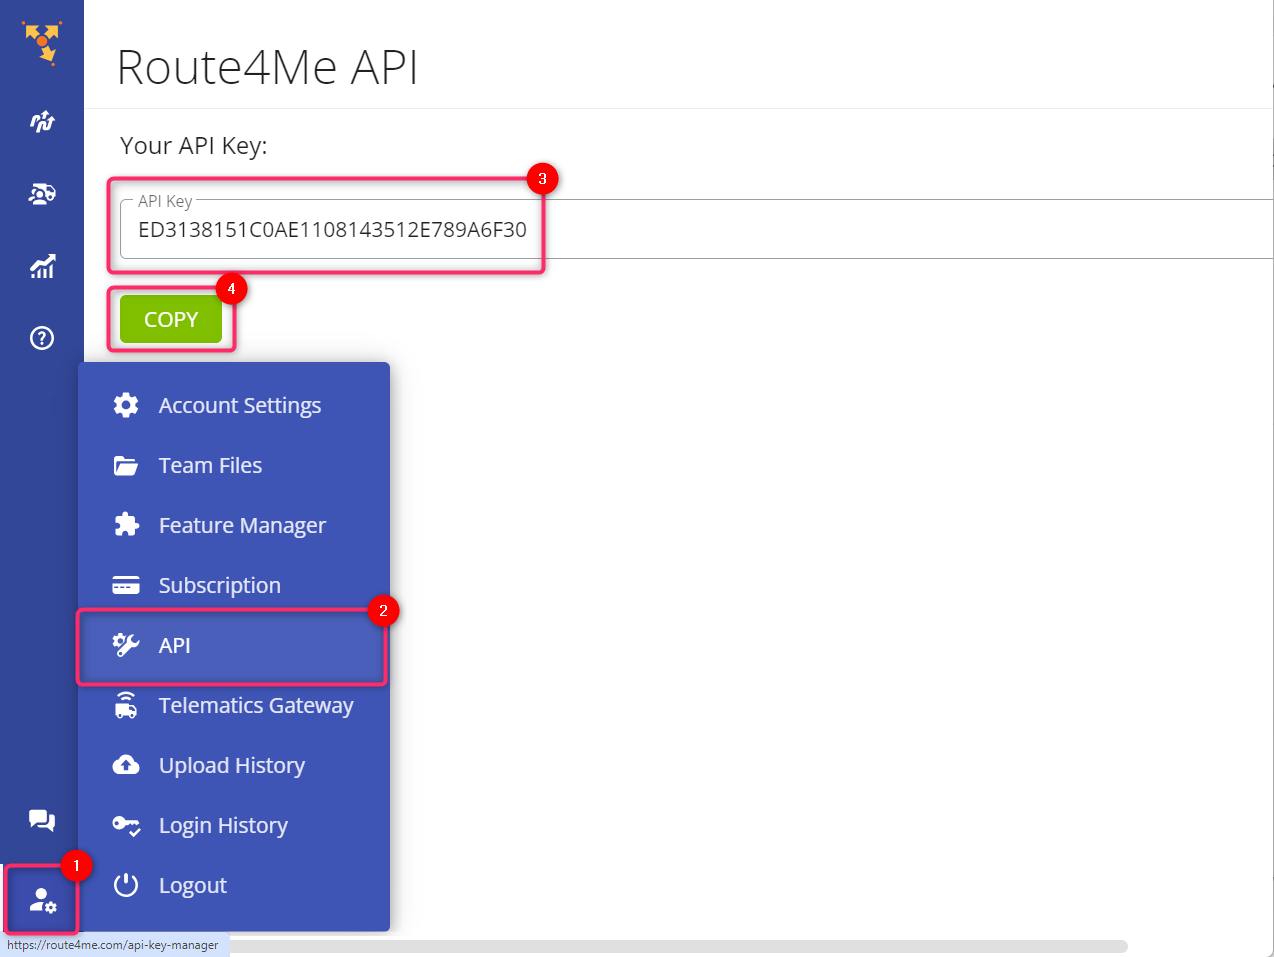 Route4Me API
Your API Key:
3
API Key
ED3138151C0AE1108143512E789A6F30
4
COPY
Account Settings
Team Files
Feature Manager
Subscription
2
API
Telematics Gateway
Upload History
Login History
1
Logout
https://route4me.com/api-key-manager